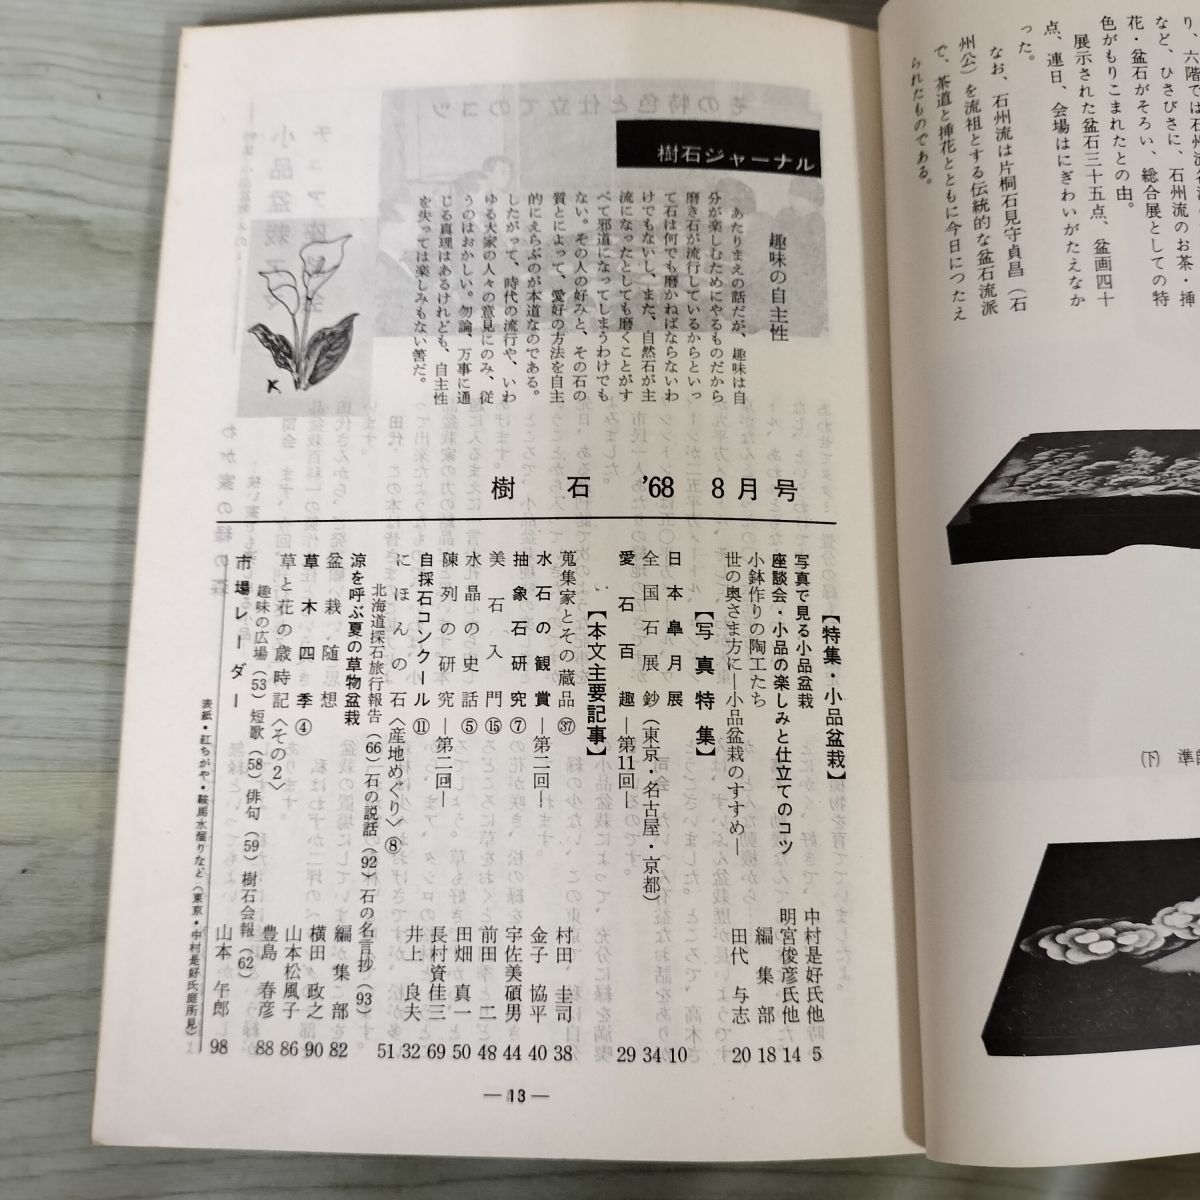 り、六階では石州流
など、ひさびさに、石州流のお茶・挿
花・盆石がそろい、総合展としての特
色がもりこまれたとの由。
展示された盆石三十五点、盆画四十
点、連日、会場はにぎわいがたえなか
った。
なお、石州流は片桐石見守貞昌（石
州公）を流祖とする伝統的な盆石流派
で、茶道と挿花とともに今日につたえ
られたものである。
（下）
樹石ジャーナル
趣味の自主性
あたりまえの話だが、趣味は自
分が楽しむためにやるものだから
磨き石が流行しているからといっ
て石は何でも磨かねばならないわ
けでもないし、また、自然石が主
流になったとしても磨くことがす
べて邪道になってしまうわけでも
ない。その人の好みと、その石の
質とによって、愛好の方法を自主
的にえらぶのが本道なのである。
したがって、時代の流行や、いわ
ゆる大家の人々の意見にのみ、従
うのはおかしい。勿論、万事に通
じる真理はあるけれども、自主性
を失っては楽しみもない筈だ。
K
樹石 '68 8月号
【特集・小品盆栽】
写真で見る小品盆栽 中村是好氏他 5
座談会・小品の楽しみと仕立てのコツ 明官俊彦氏他 14
小鉢作りの陶工たち 編集部 18
世の奥さま方に―小品盆栽のすすめ― 田代与志 20
【写真特集】
日本皐月展 10
全国石展鈔（東京・名古屋・京都） 34
愛石百趣―第11回― 29
【本文主要記事】
蒐集家とその蔵品㊲ 村田圭司 38
水石の観賞―第二回― 金子協平 40
抽象石研究⑦ 宇佐美碩男 44
美石入門⑮ 前田二 48
水晶の史話⑤ 田畑真一 50
陳列の研究―第二回― 長村資佳三 69
自採石コンクール⑪ 32
にほんの石〈産地めぐり〉⑧ 井上良夫 51
北海道探石旅行報告（66）石の説話（92）石の名言抄（93）
涼を呼ぶ夏の草物盆栽 編集部 82
盆栽随想 横田政之 90
草木四季④ 山本松風子 86
草と花の歳時記〈その2〉 豊島春彦 88
趣味の広場（53）短歌（58）俳句（59）樹石会報（62）
市場レーダー 山本午郎 98
表紙・紅ちがや・鞍馬水溜りなど（東京・中村是好氏庭所見）
—13—